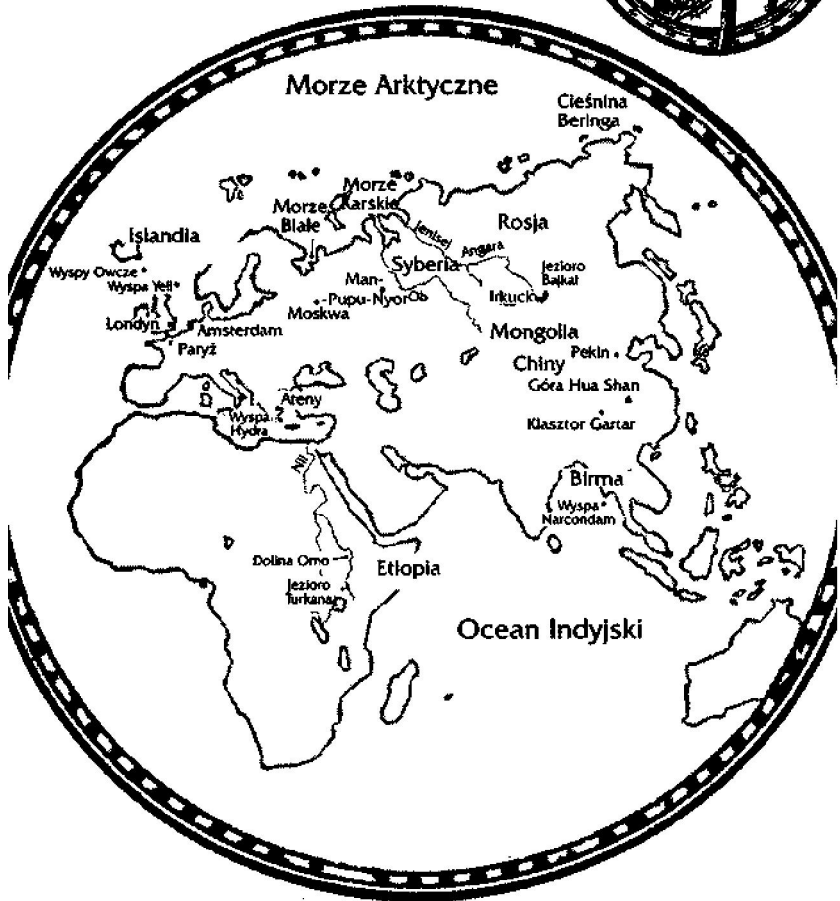 Morze Arktyczne
Cieśnina
Beringa
Morze
Karskie
Morze
Białe
Rosja
Islandia
Jenisej
Angara
Wyspy Owcze
Wyspa Yell
Syberia
Jezioro
Bajkał
Man-
-Pupu-Nyor
Ob
Irkuck
Moskwa
Londyn
Amsterdam
Mongolia
Paryż
Chiny
Pekin
Góra Hua Shan
Ateny
Wyspa
Hydra
Klasztor Gartar
Nil
Birma
Wyspa
Narcondam
Dolina Omo
Etiopia
Jezioro
Turkana
Ocean Indyjski